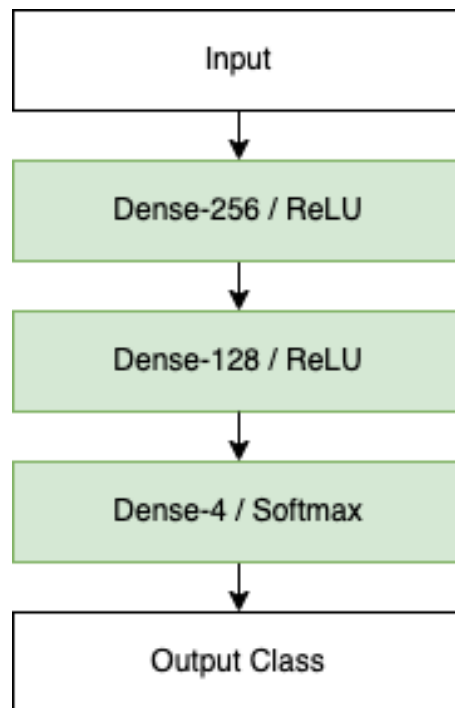 Input
Dense-256 / ReLU
Dense-128 / ReLU
Dense-4 / Softmax
Output Class